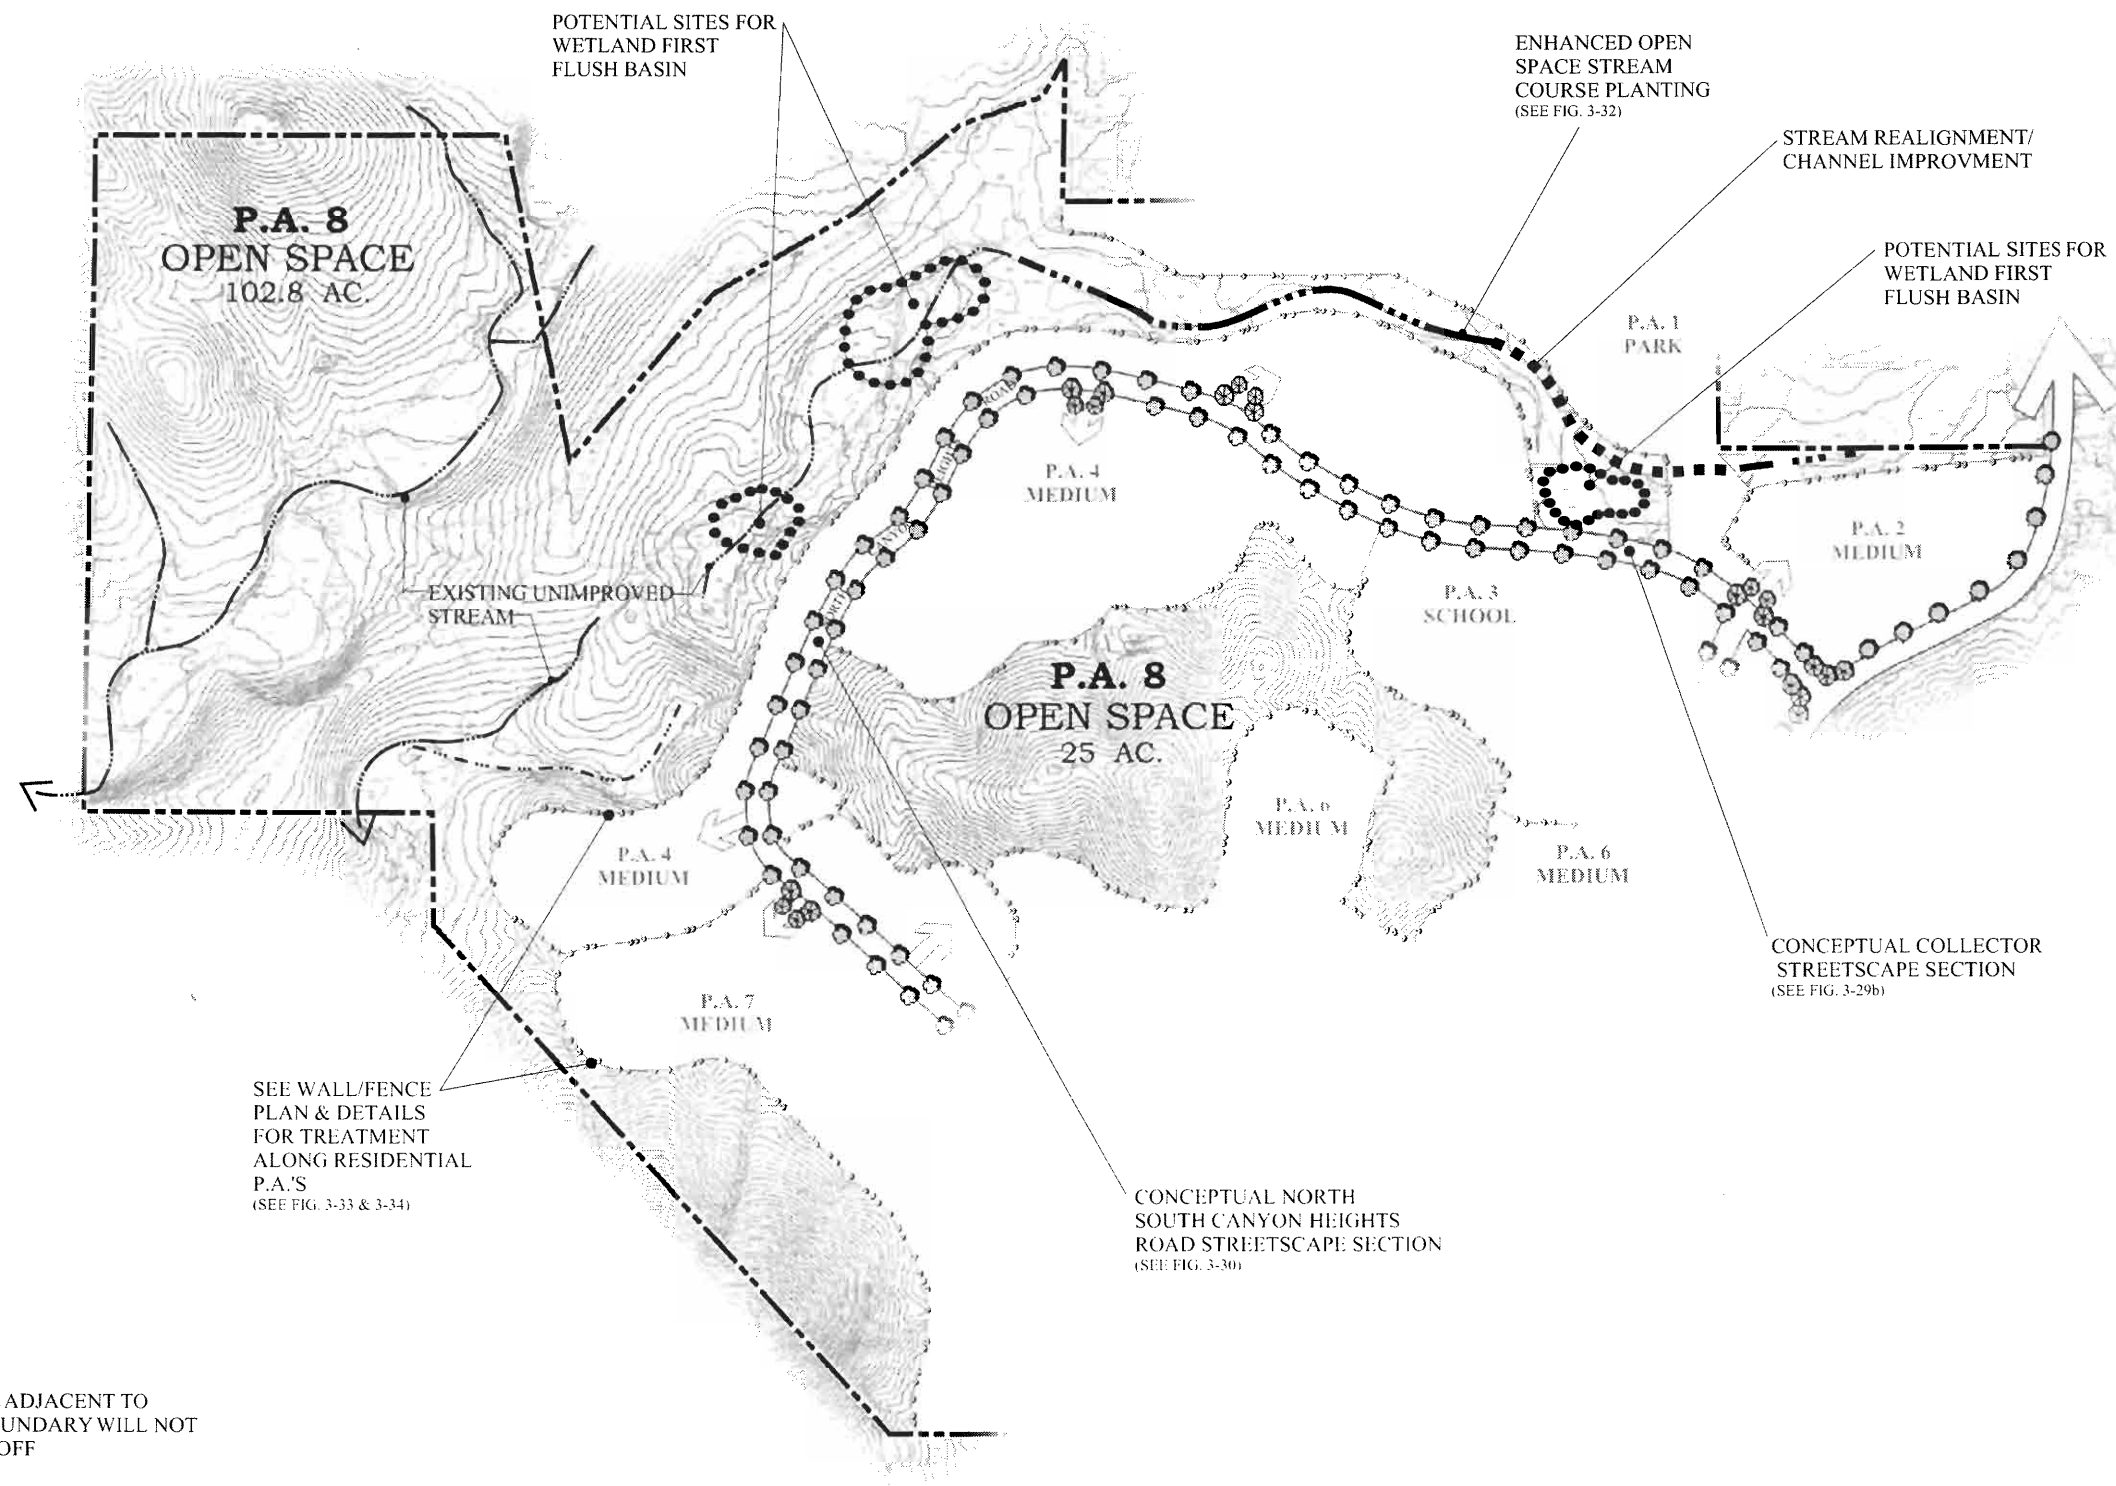 POTENTIAL SITES FOR
WETLAND FIRST
FLUSH BASIN
ENHANCED OPEN
SPACE STREAM
COURSE PLANTING
(SEE FIG. 3-32)
STREAM REALIGNMENT/
CHANNEL IMPROVMENT
POTENTIAL SITES FOR
WETLAND FIRST
FLUSH BASIN
P.A. 8
OPEN SPACE
102.8 AC.
P.A. 1
PARK
ROAD
P.A. 4
MEDIUM
P.A. 2
MEDIUM
EXISTING UNIMPROVED
STREAM
P.A. 3
SCHOOL
P.A. 8
OPEN SPACE
25 AC.
P.A. 6
MEDIUM
P.A. 4
MEDIUM
P.A. 6
MEDIUM
CONCEPTUAL COLLECTOR
STREETSCAPE SECTION
(SEE FIG. 3-29b)
P.A. 7
MEDIUM
SEE WALL/FENCE
PLAN & DETAILS
FOR TREATMENT
ALONG RESIDENTIAL
P.A.'S
(SEE FIG. 3-33 & 3-34)
CONCEPTUAL NORTH
SOUTH CANYON HEIGHTS
ROAD STREETSCAPE SECTION
(SEE FIG. 3-30)
ADJACENT TO
UNDARY WILL NOT
OFF